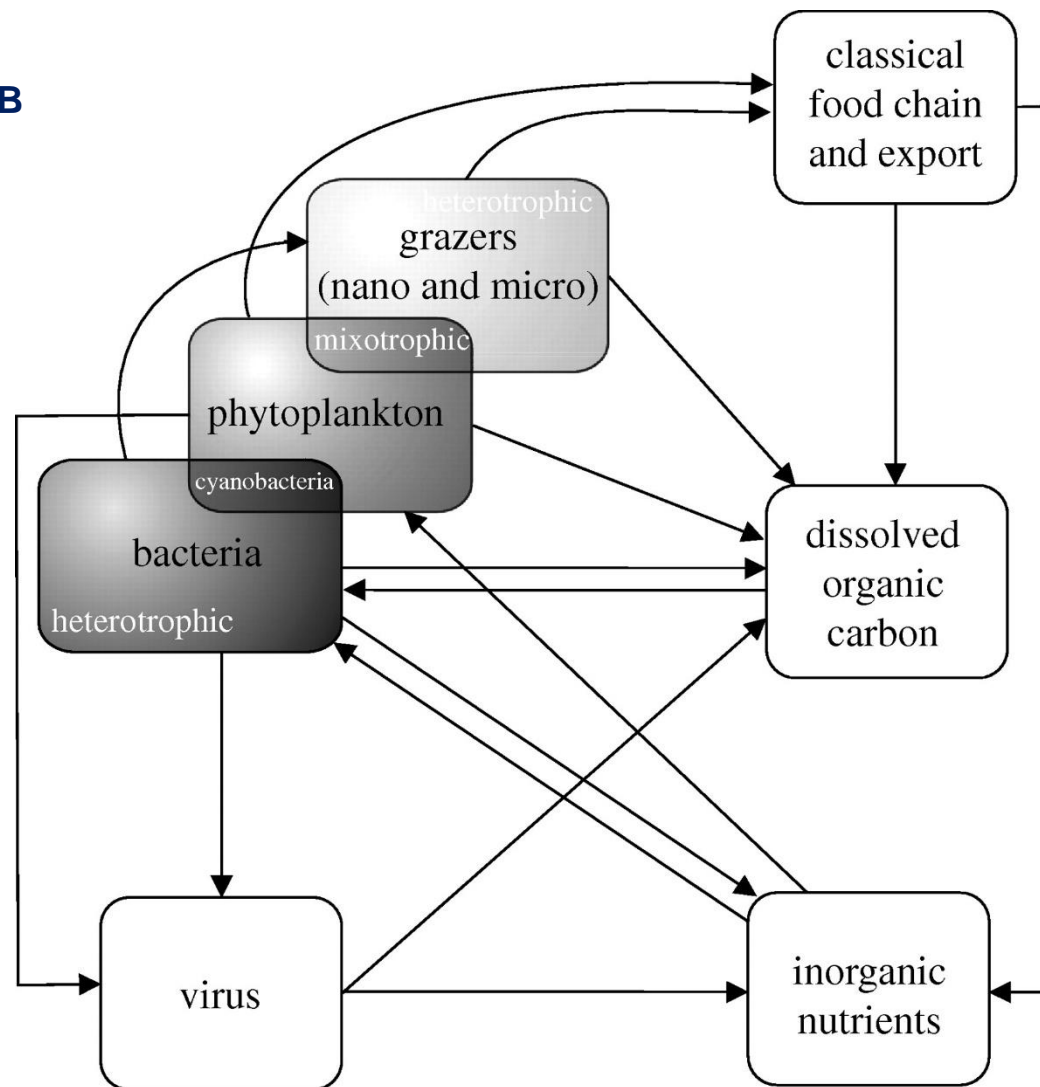 B
classical
food chain
and export
heterotrophic
grazers
(nano and micro)
mixotrophic
phytoplankton
cyanobacteria
bacteria
heterotrophic
dissolved
organic
carbon
virus
inorganic
nutrients